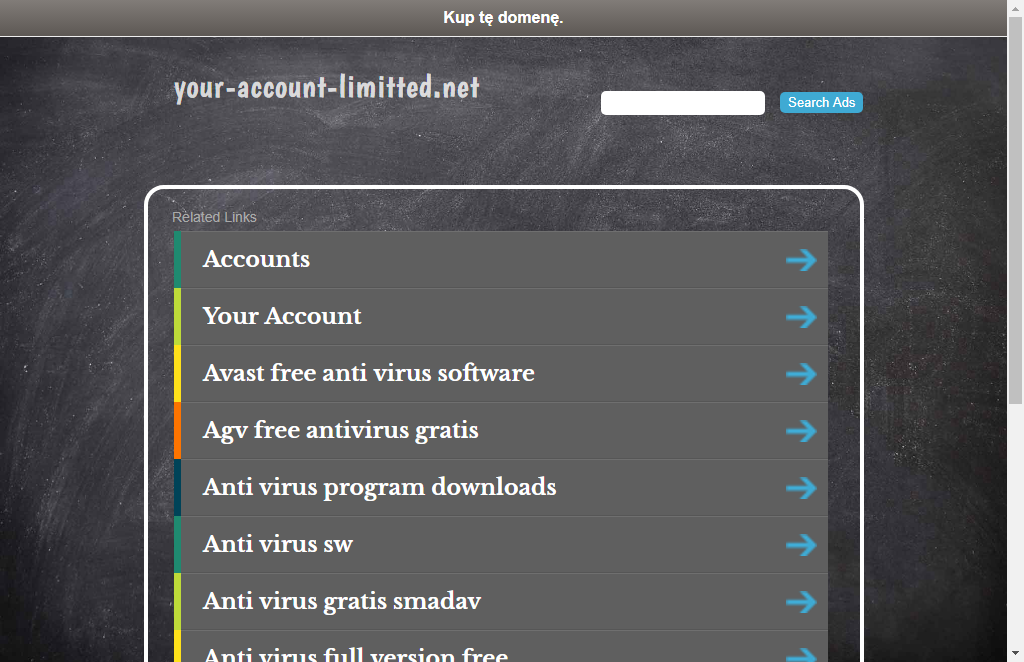 Kup tę domenę.
your-account-limitted.net
Search Ads
Related Links
Accounts
Your Account
Avast free anti virus software
Agv free antivirus gratis
Anti virus program downloads
Anti virus sw
Anti virus gratis smadav
Anti virus full version free